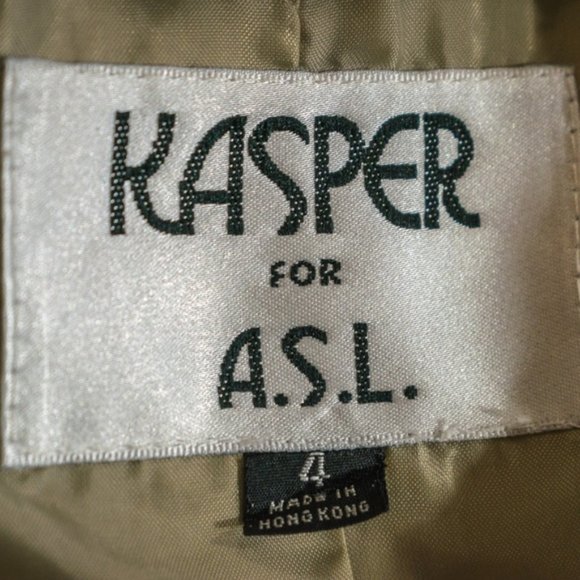 KASPER
FOR
A.S.L.
4
MADE IN
HONG KONG